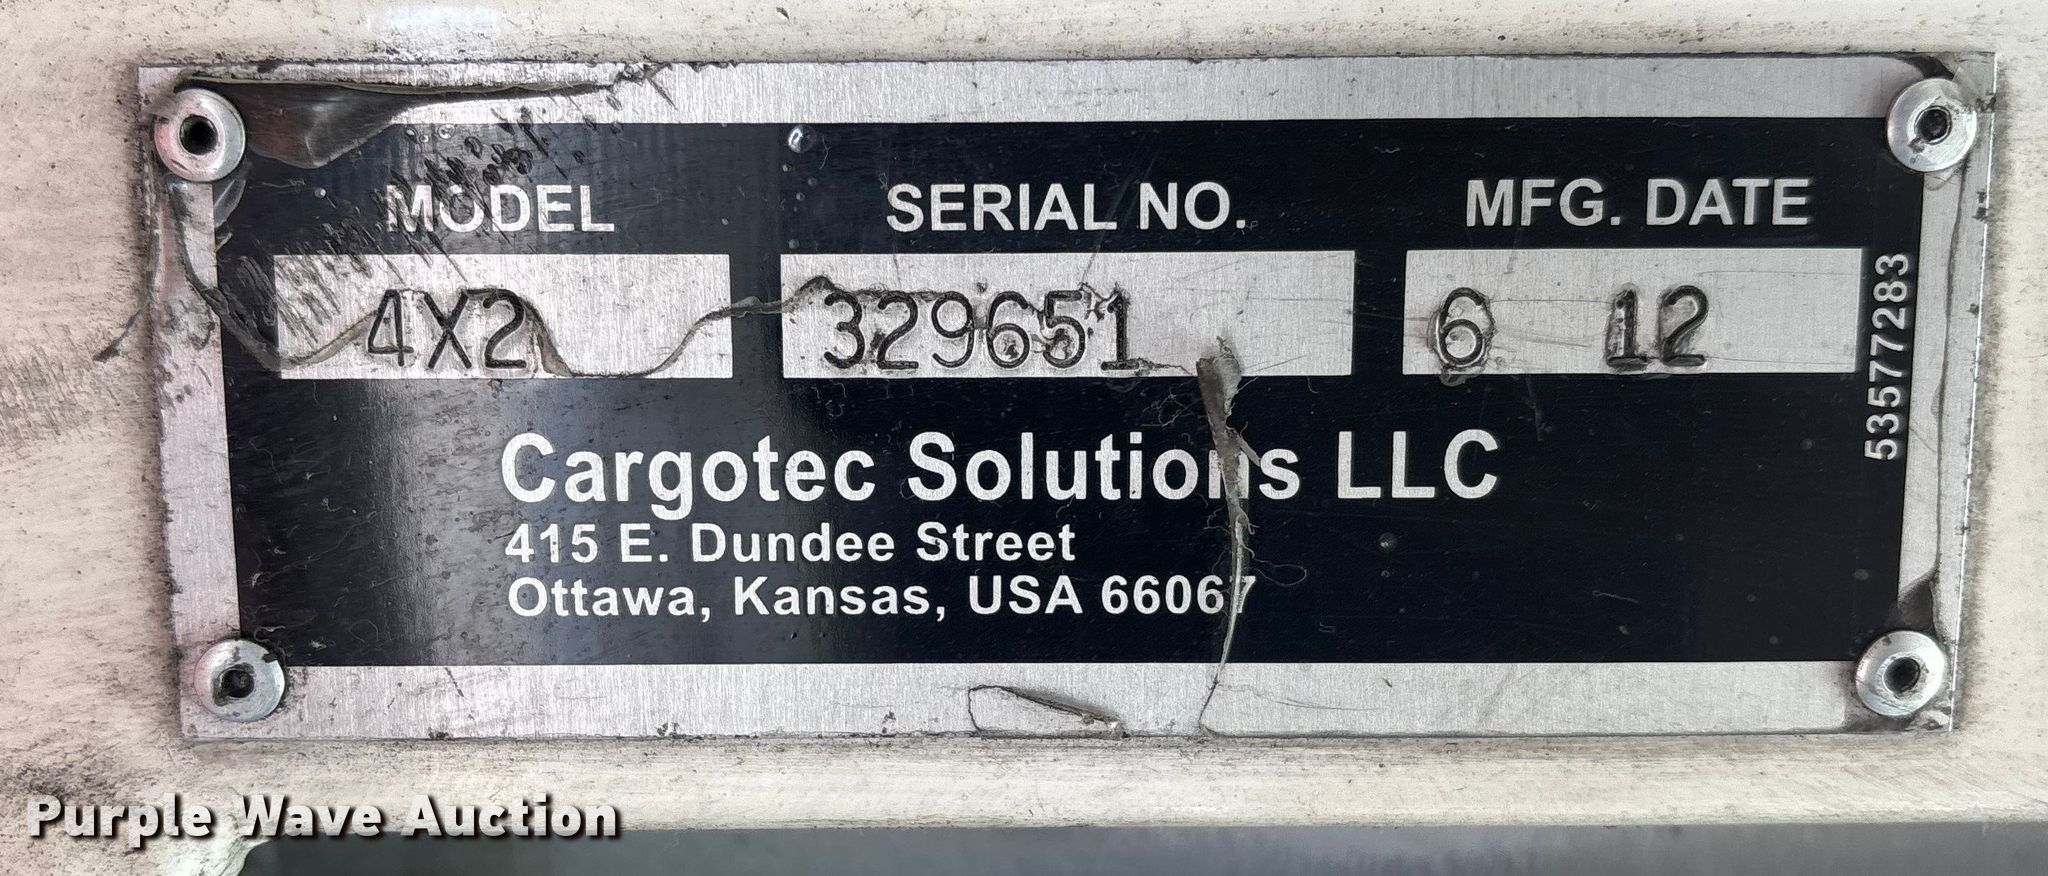 MODEL SERIAL NO. MFG. DATE
4X2 329651 6 12
53577283
Cargotec Solutions LLC
415 E. Dundee Street
Ottawa, Kansas, USA 66067
Purple Wave Auction